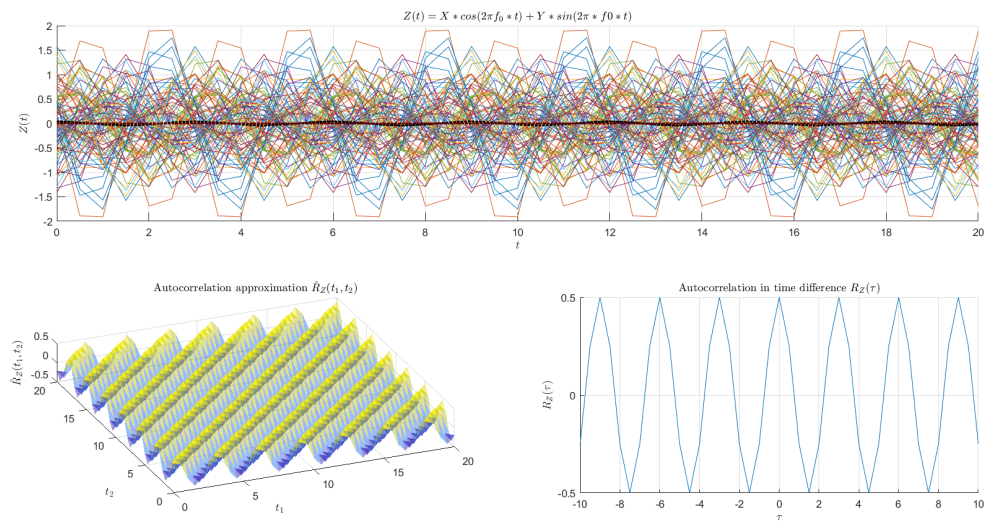 Z(t) = X ∗ cos(2πf₀ ∗ t) + Y ∗ sin(2π ∗ f0 ∗ t)
2
1.5
1
0.5
0
-0.5
-1
-1.5
-2
Z(t)
0 2 4 6 8 10 12 14 16 18 20
t
Autocorrelation approximation R̂_Z(t₁, t₂)
0.5
0
-0.5
R̂_Z(t₁, t₂)
20
15
10
5
0
t₂
0 5 10 15 20
t₁
Autocorrelation in time difference R_Z(τ)
0.5
0
-0.5
R_Z(τ)
-10 -8 -6 -4 -2 0 2 4 6 8 10
τ